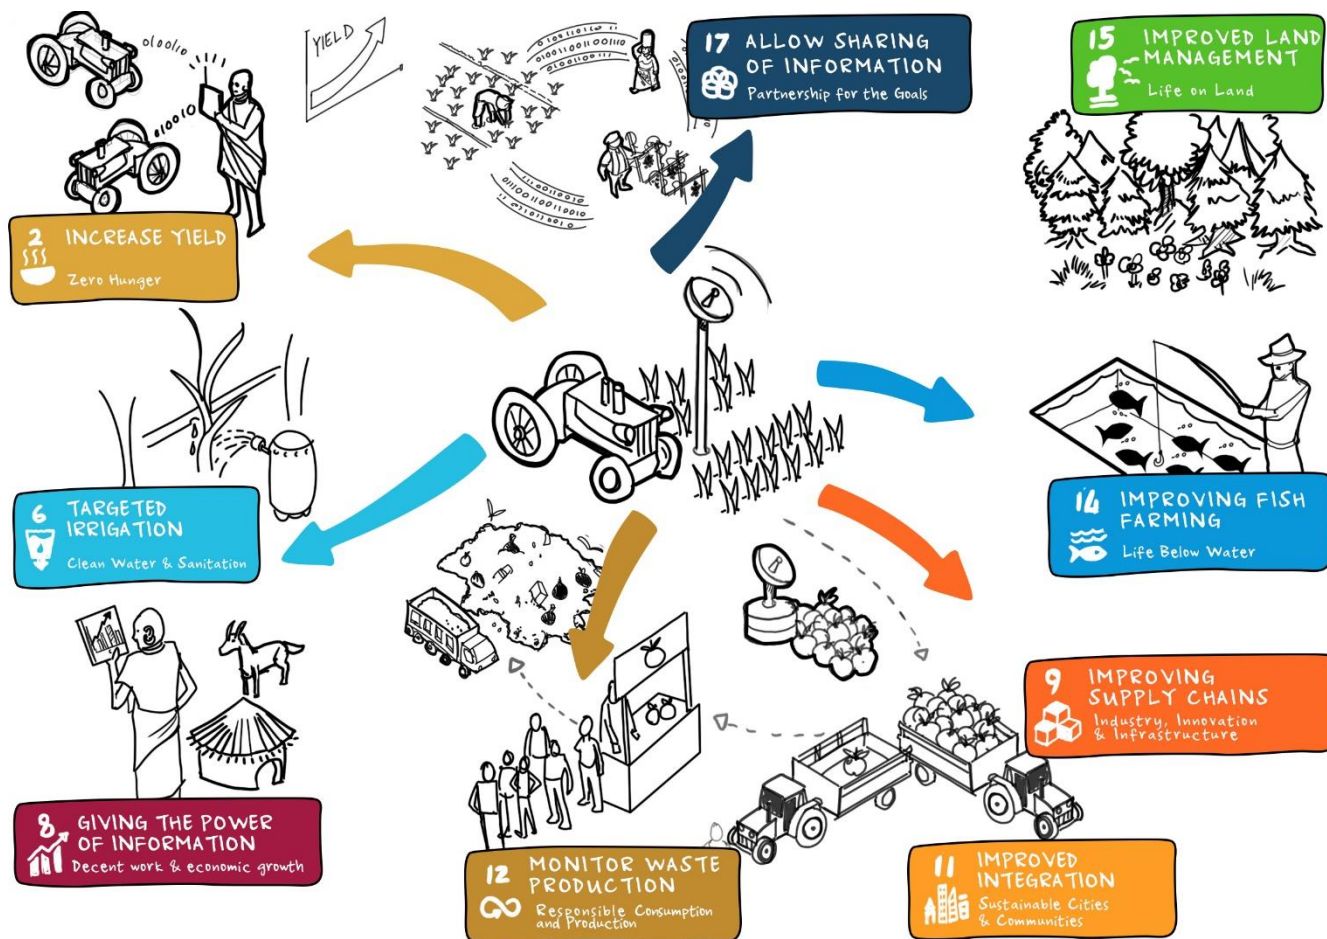 010010
010010
YIELD
17 ALLOW SHARING
OF INFORMATION
Partnership for the Goals
15 IMPROVED LAND
MANAGEMENT
Life on Land
2 INCREASE YIELD
Zero Hunger
6 TARGETED
IRRIGATION
Clean Water & Sanitation
14 IMPROVING FISH
FARMING
Life Below Water
9 IMPROVING
SUPPLY CHAINS
Industry, Innovation
& Infrastructure
8 GIVING THE POWER
OF INFORMATION
Decent work & economic growth
12 MONITOR WASTE
PRODUCTION
Responsible Consumption
and Production
11 IMPROVED
INTEGRATION
Sustainable Cities
& Communities